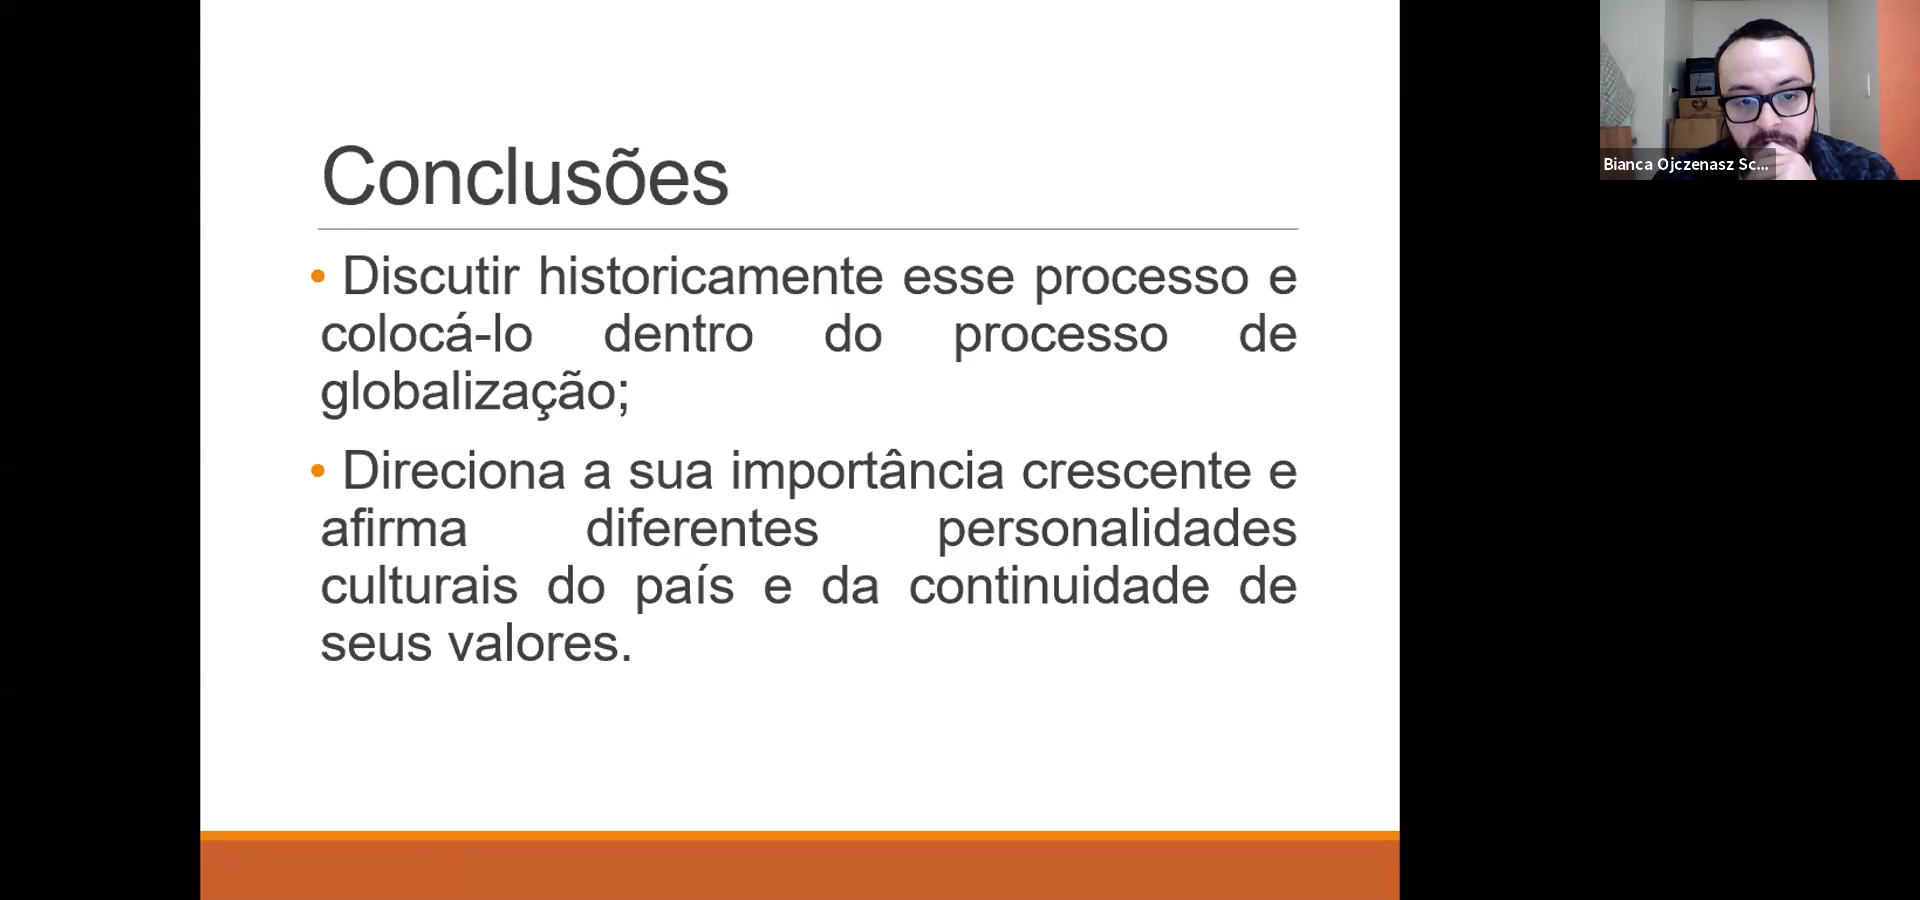 Conclusões
• Discutir historicamente esse processo e
colocá-lo dentro do processo de
globalização;
• Direciona a sua importância crescente e
afirma diferentes personalidades
culturais do país e da continuidade de
seus valores.
Bianca Ojczenasz Sc...